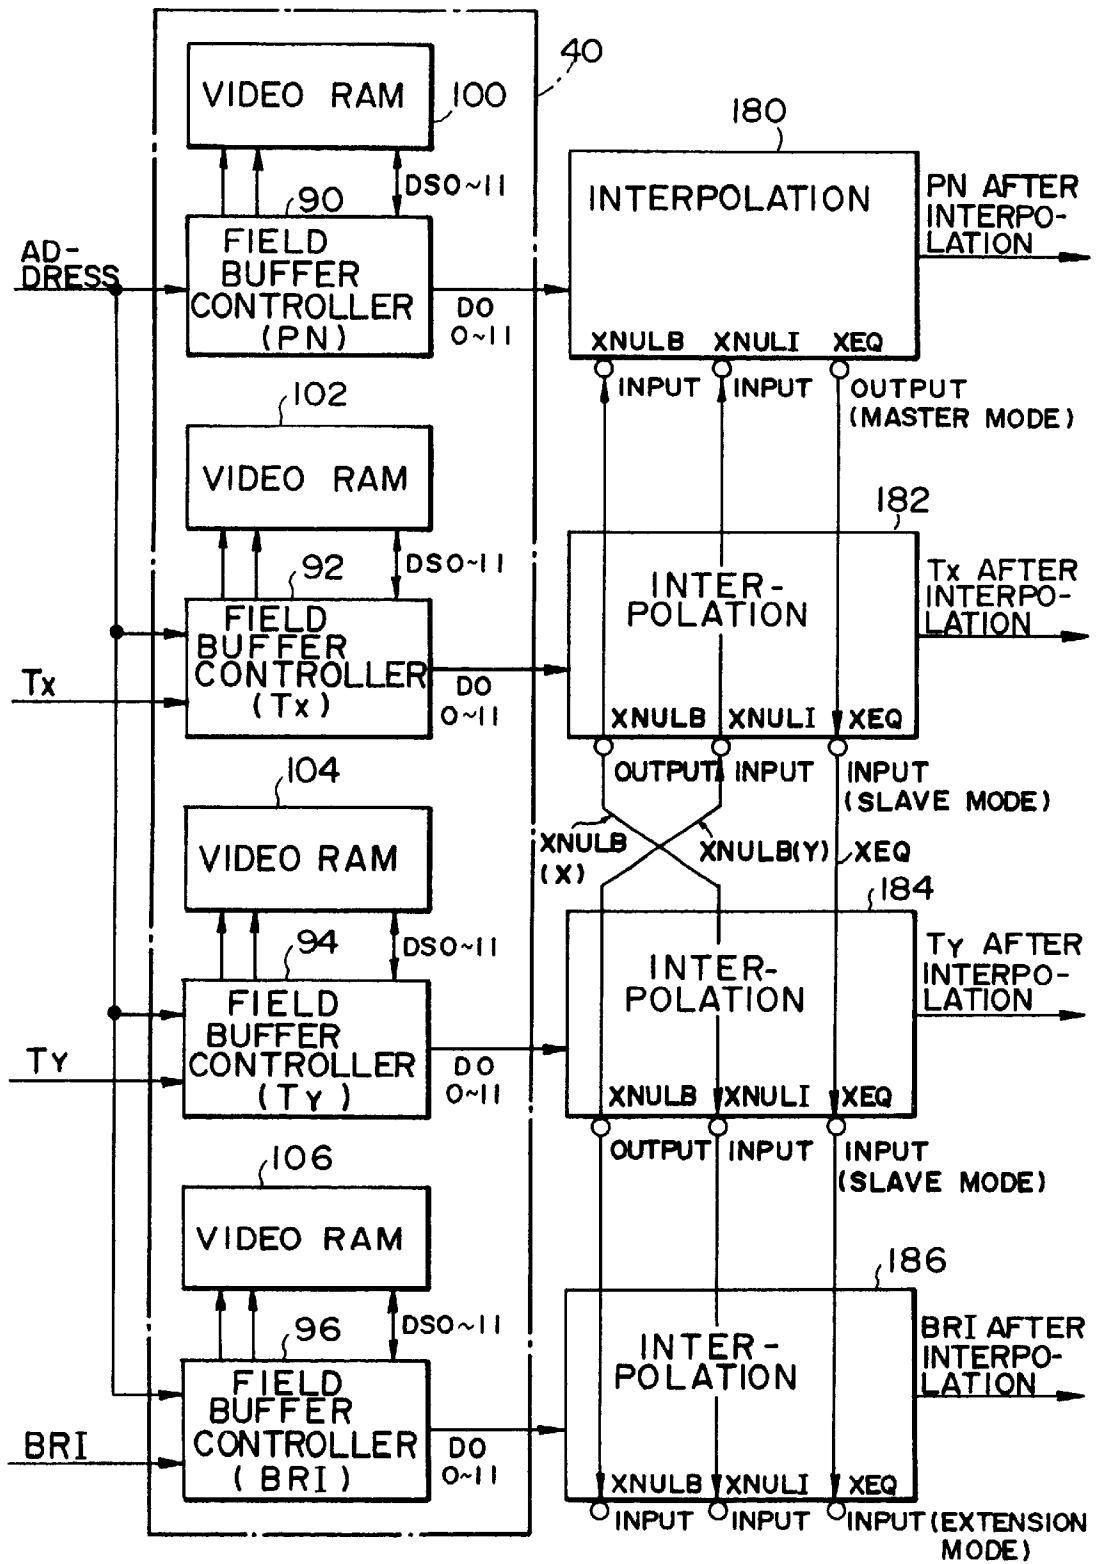 40
VIDEO RAM
100
DS0~11
90
FIELD
BUFFER
CONTROLLER
(PN)
AD-
DRESS
DO
0~11
180
INTERPOLATION
XNULB XNULI XEQ
INPUT INPUT OUTPUT
(MASTER MODE)
PN AFTER
INTERPO-
LATION
102
VIDEO RAM
DS0~11
92
FIELD
BUFFER
CONTROLLER
(Tx)
Tx
DO
0~11
182
INTER-
POLATION
XNULB XNULI XEQ
OUTPUT INPUT INPUT
(SLAVE MODE)
Tx AFTER
INTERPO-
LATION
XNULB
(X)
XNULB(Y)
XEQ
104
VIDEO RAM
DS0~11
94
FIELD
BUFFER
CONTROLLER
(TY)
TY
DO
0~11
184
INTER-
POLATION
XNULB XNULI XEQ
OUTPUT INPUT INPUT
(SLAVE MODE)
TY AFTER
INTERPO-
LATION
106
VIDEO RAM
DS0~11
96
FIELD
BUFFER
CONTROLLER
(BRI)
BRI
DO
0~11
186
INTER-
POLATION
XNULB XNULI XEQ
INPUT INPUT INPUT (EXTENSION
MODE)
BRI AFTER
INTERPO-
LATION